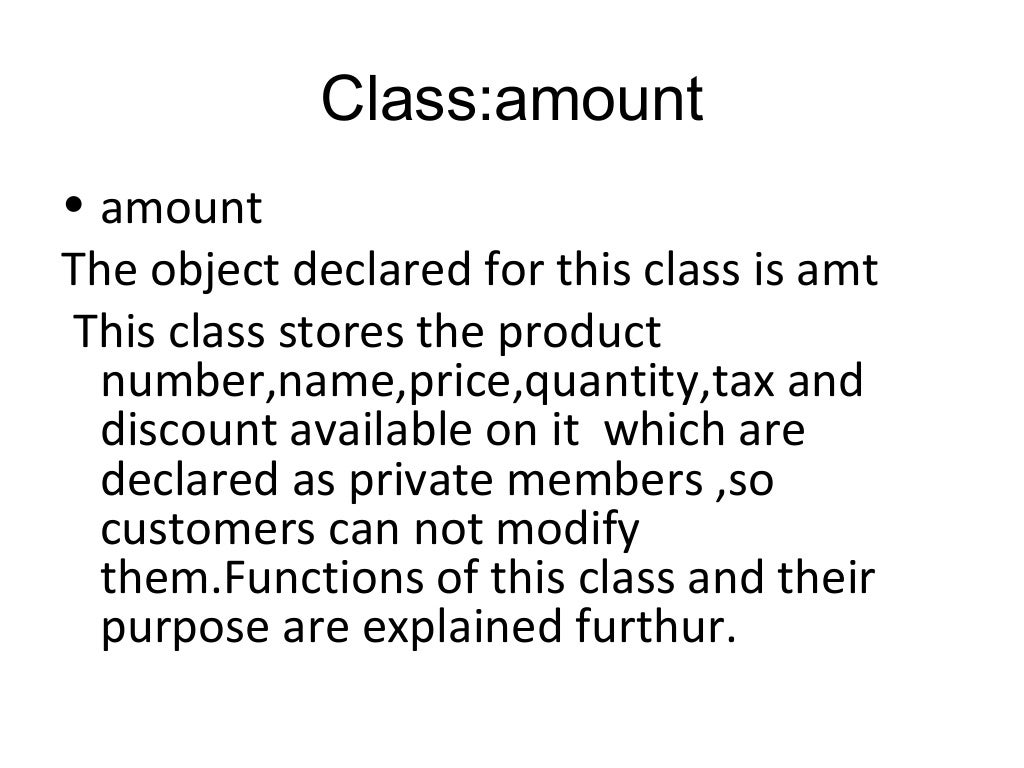 Class:amount
• amount
The object declared for this class is amt
This class stores the product
number,name,price,quantity,tax and
discount available on it  which are
declared as private members ,so
customers can not modify
them.Functions of this class and their
purpose are explained furthur.